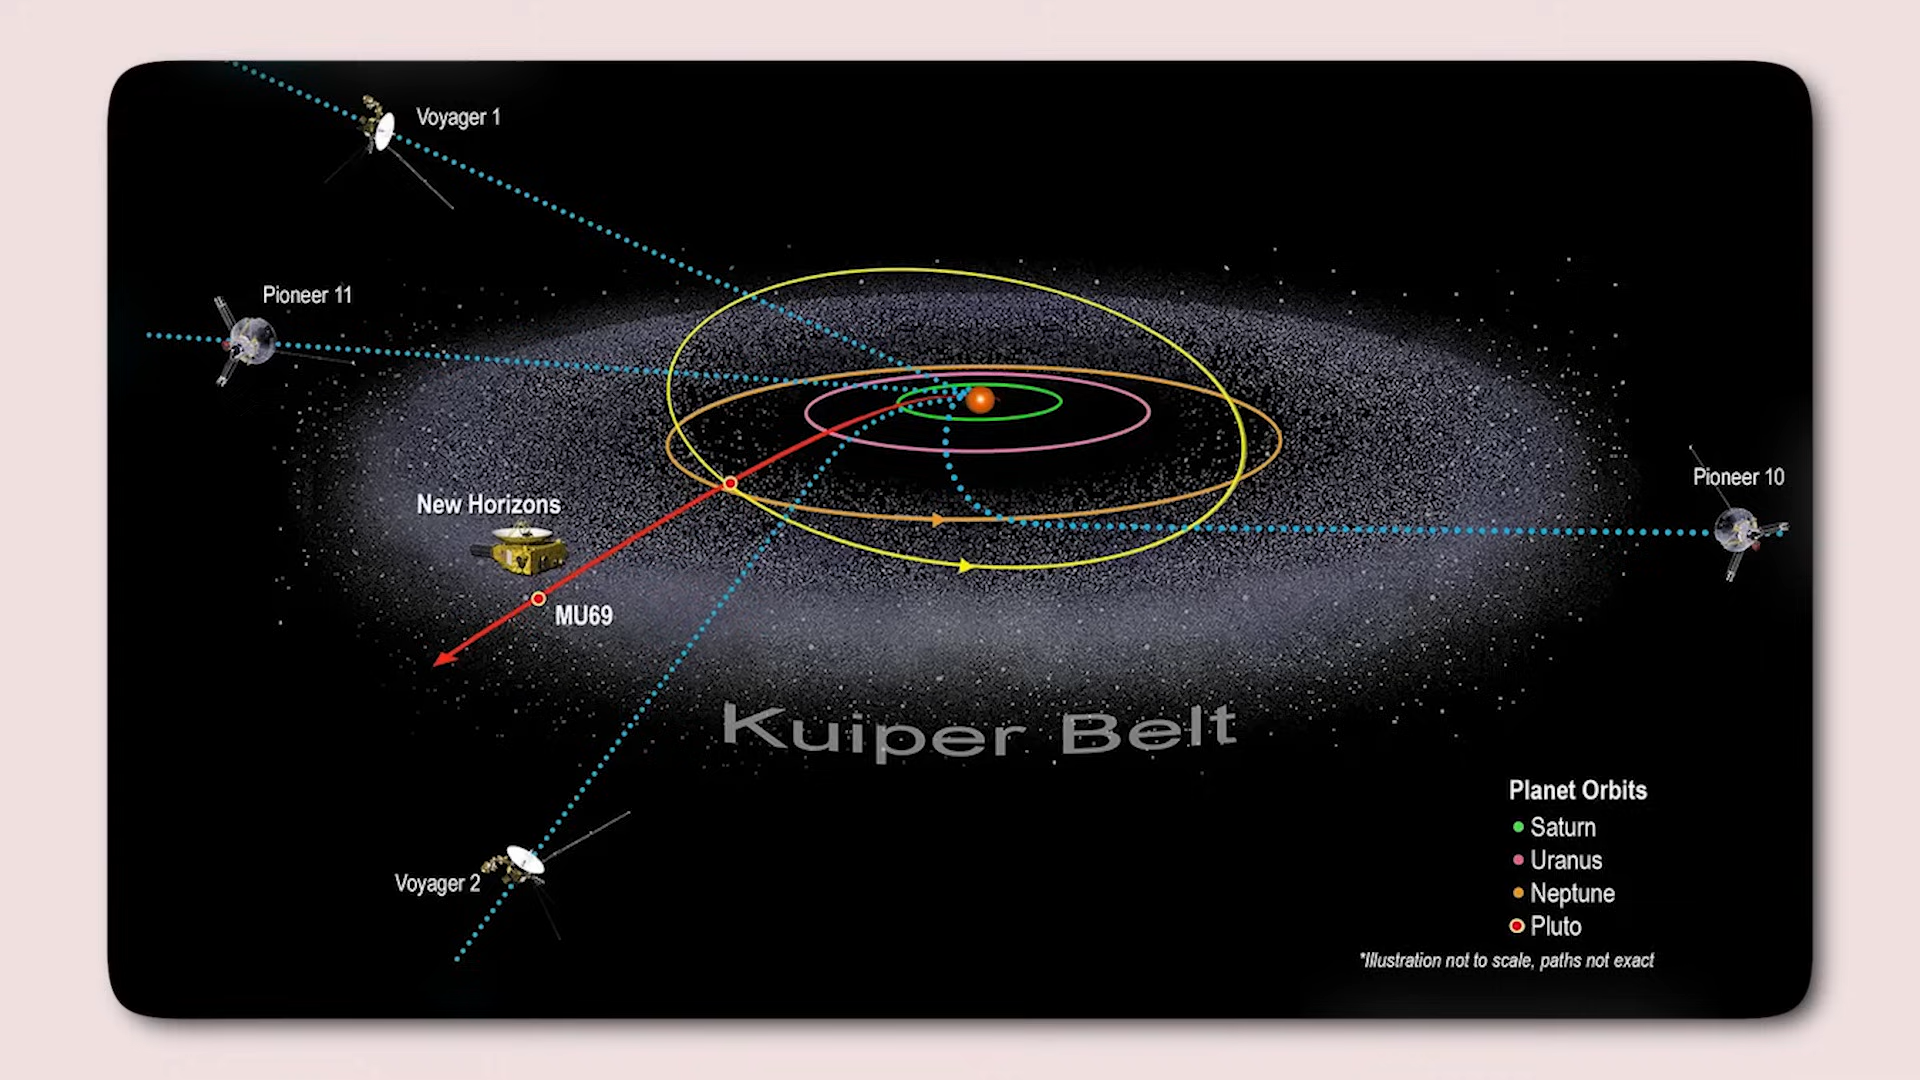 Voyager 1
Pioneer 11
Pioneer 10
New Horizons
MU69
Kuiper Belt
Voyager 2
Planet Orbits
Saturn
Uranus
Neptune
Pluto
*Illustration not to scale, paths not exact